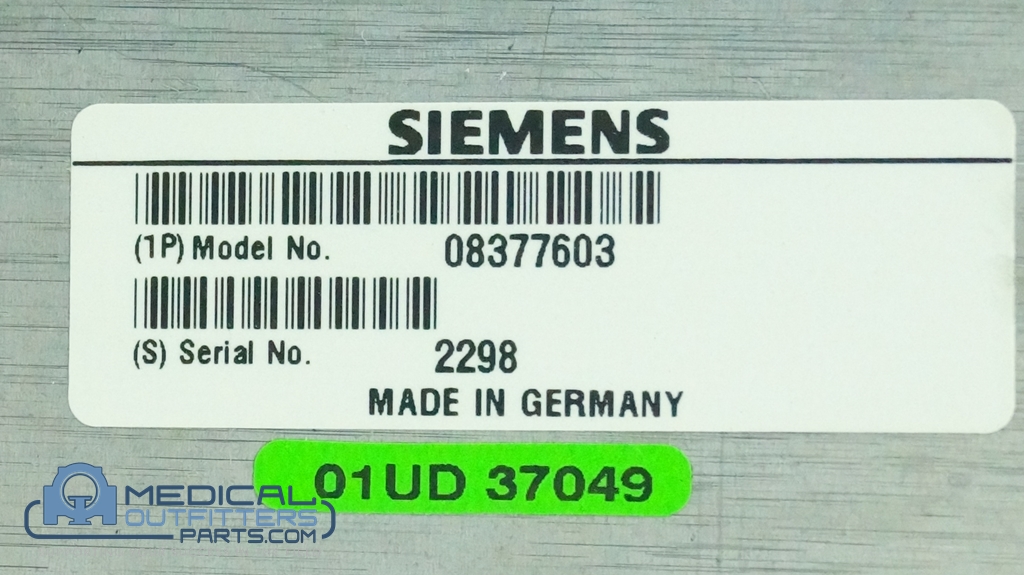 SIEMENS
(1P) Model No. 08377603
(S) Serial No. 2298
MADE IN GERMANY
01UD 37049
MEDICAL
OUTFITTERS
PARTS.COM